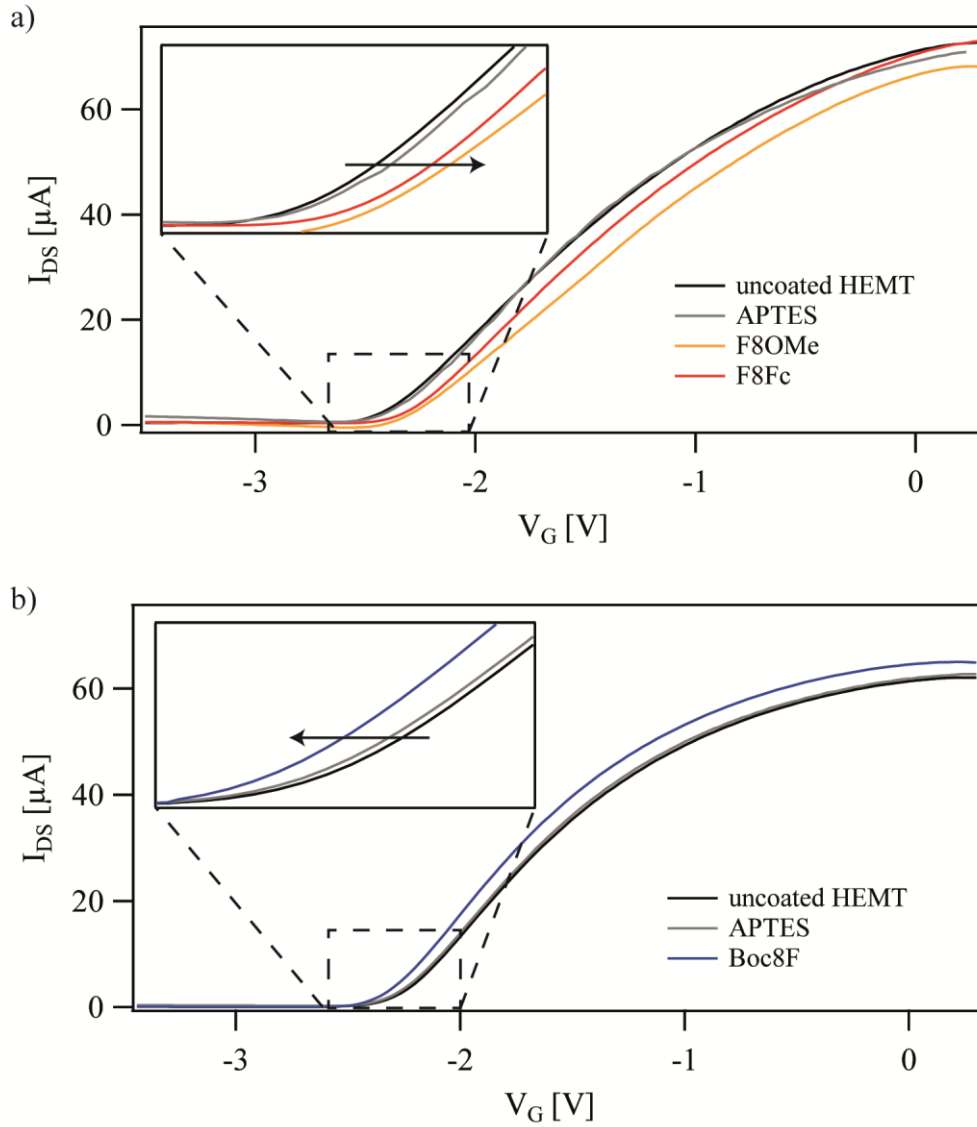 a)
60
40
20
0
I_DS [µA]
uncoated HEMT
APTES
F8OMe
F8Fc
-3
-2
-1
0
V_G [V]
b)
60
40
20
0
I_DS [µA]
uncoated HEMT
APTES
Boc8F
-3
-2
-1
0
V_G [V]